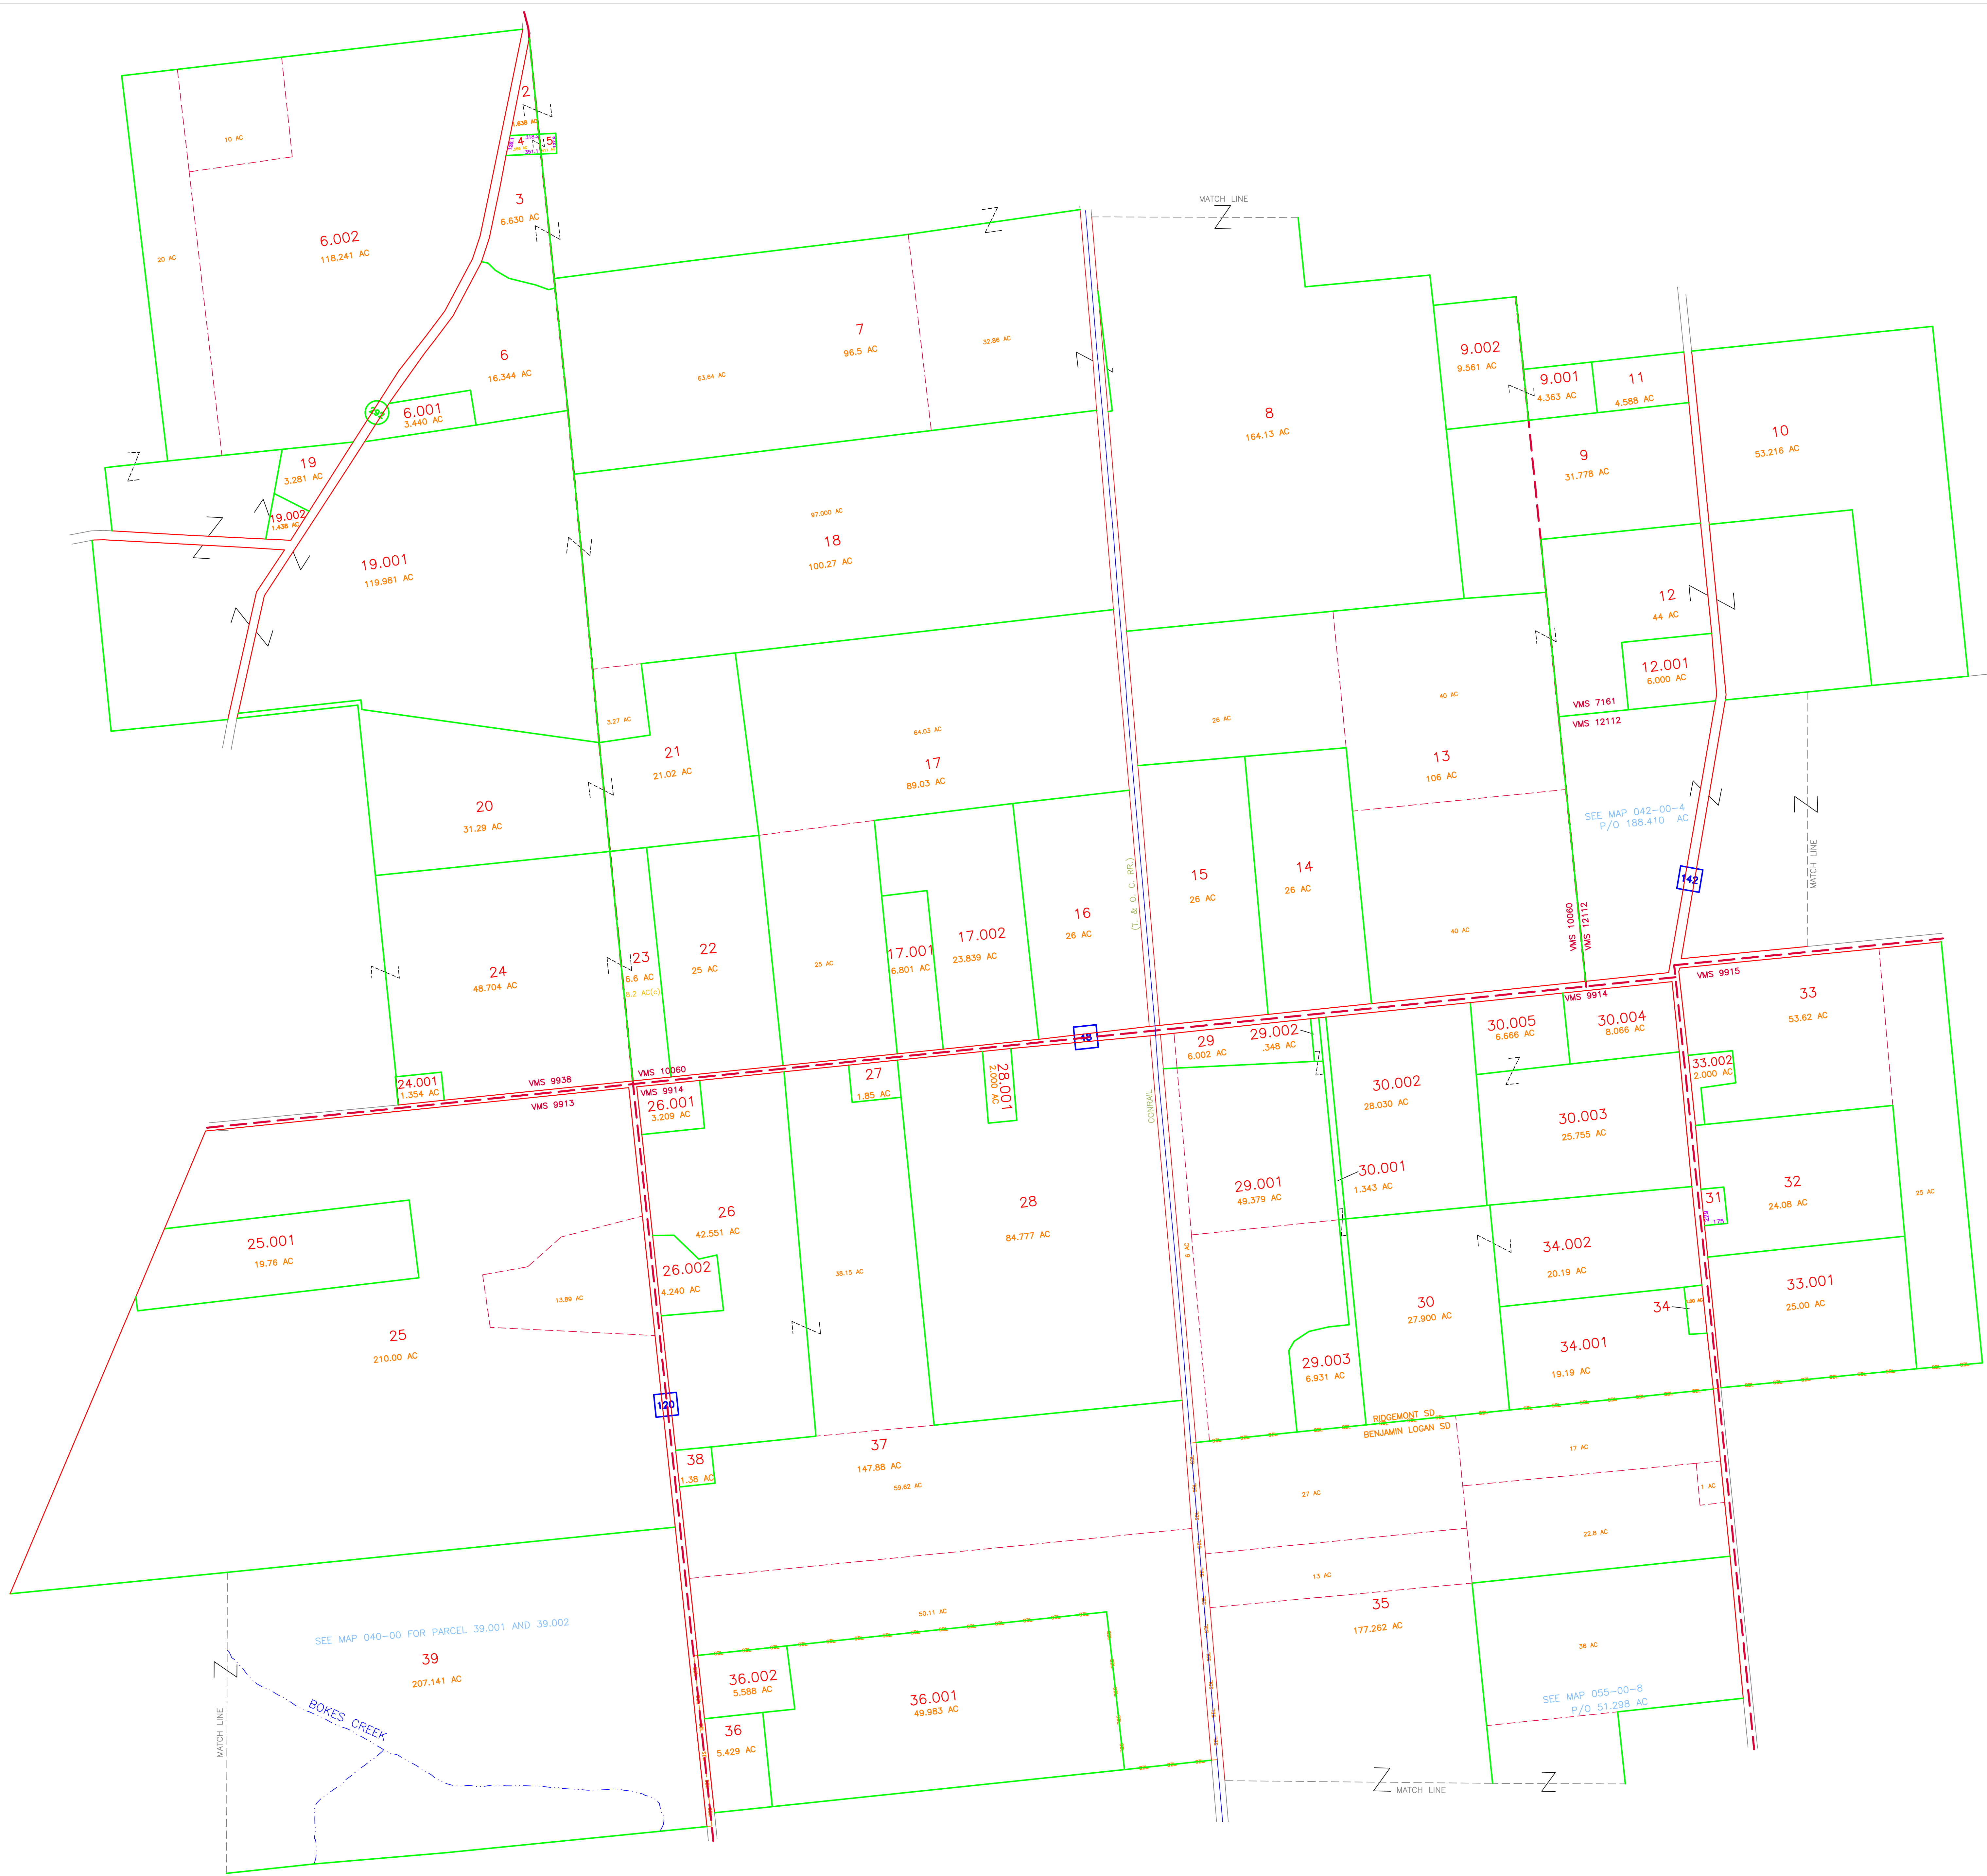 2
1.638 AC
4
5
10 AC
3
6.630 AC
MATCH LINE
6.002
118.241 AC
20 AC
6
16.344 AC
6.001
3.440 AC
7
96.5 AC
63.64 AC
32.86 AC
8
164.13 AC
9.002
9.561 AC
9.001
4.363 AC
11
4.588 AC
10
53.216 AC
9
31.778 AC
19
3.281 AC
19.002
1.438 AC
19.001
119.981 AC
97.000 AC
18
100.27 AC
12
44 AC
12.001
6.000 AC
VMS 7161
VMS 12112
3.27 AC
21
21.02 AC
64.03 AC
17
89.03 AC
26 AC
40 AC
13
106 AC
SEE MAP 042-00-4
P/O 188.410 AC
MATCH LINE
20
31.29 AC
142
(T. & O. C. RR.)
15
26 AC
14
26 AC
40 AC
VMS 10060
VMS 12112
24
48.704 AC
23
6.6 AC
8.2 AC(c)
22
25 AC
25 AC
17.001
6.801 AC
17.002
23.839 AC
16
26 AC
24.001
1.354 AC
VMS 9938
VMS 9913
VMS 10060
VMS 9914
48
VMS 9914
VMS 9915
26.001
3.209 AC
27
1.85 AC
28.001
2.000 AC
CONRAIL
29
6.002 AC
29.002
.348 AC
30.005
6.666 AC
30.004
8.066 AC
33
53.62 AC
33.002
2.000 AC
30.002
28.030 AC
30.003
25.755 AC
25.001
19.76 AC
26
42.551 AC
28
84.777 AC
29.001
49.379 AC
30.001
1.343 AC
31
229
175
32
24.08 AC
25 AC
26.002
4.240 AC
38.15 AC
6 AC
34.002
20.19 AC
13.89 AC
25
210.00 AC
30
27.900 AC
34
33.001
25.00 AC
34.001
19.19 AC
29.003
6.931 AC
120
RIDGEMONT SD
BENJAMIN LOGAN SD
38
1.38 AC
37
147.88 AC
59.62 AC
17 AC
1 AC
27 AC
22.8 AC
13 AC
50.11 AC
35
177.262 AC
36 AC
SEE MAP 040-00 FOR PARCEL 39.001 AND 39.002
39
207.141 AC
36.002
5.588 AC
36.001
49.983 AC
36
5.429 AC
SEE MAP 055-00-8
P/O 51.298 AC
BOKES CREEK
MATCH LINE
MATCH LINE